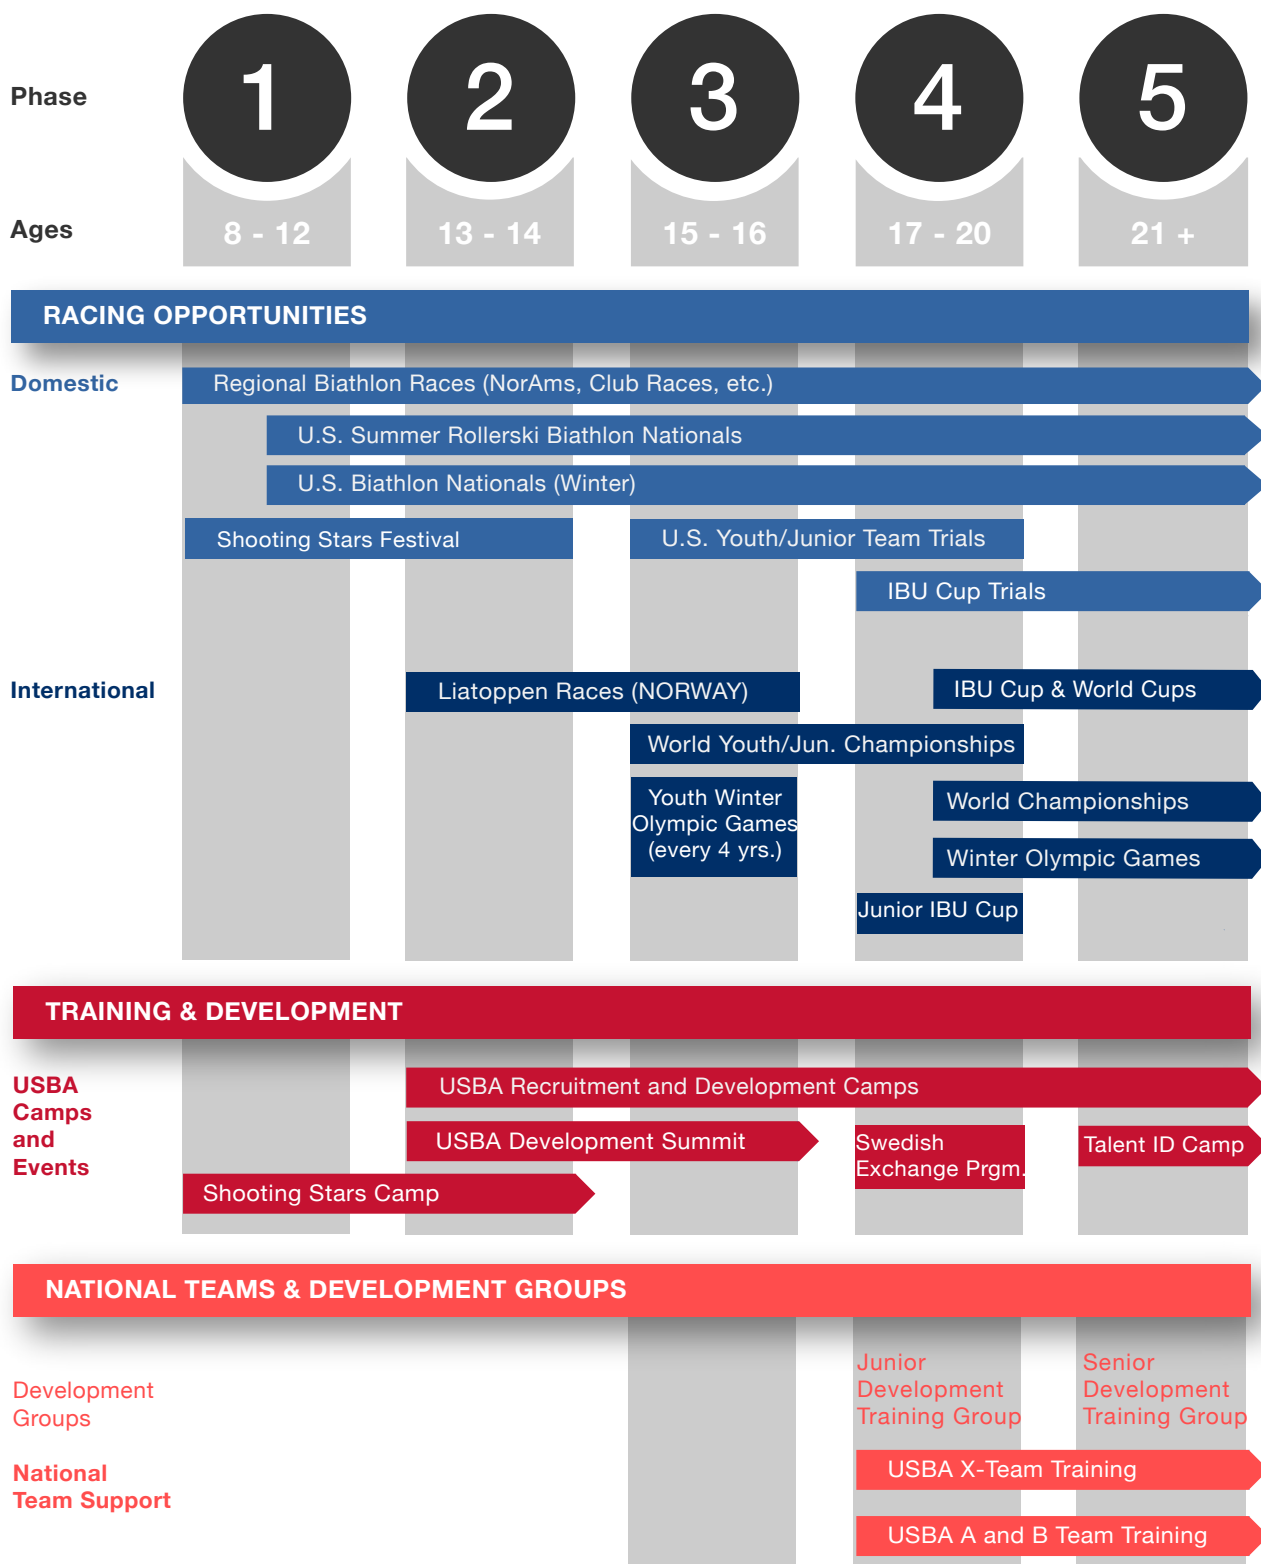 Phase
1
2
3
4
5
Ages
8 - 12
13 - 14
15 - 16
17 - 20
21 +
RACING OPPORTUNITIES
Domestic
Regional Biathlon Races (NorAms, Club Races, etc.)
U.S. Summer Rollerski Biathlon Nationals
U.S. Biathlon Nationals (Winter)
Shooting Stars Festival
U.S. Youth/Junior Team Trials
IBU Cup Trials
International
Liatoppen Races (NORWAY)
IBU Cup & World Cups
World Youth/Jun. Championships
Youth Winter
Olympic Games
(every 4 yrs.)
World Championships
Winter Olympic Games
Junior IBU Cup
TRAINING & DEVELOPMENT
USBA
Camps
and
Events
USBA Recruitment and Development Camps
USBA Development Summit
Swedish
Exchange Prgm.
Talent ID Camp
Shooting Stars Camp
NATIONAL TEAMS & DEVELOPMENT GROUPS
Development
Groups
Junior
Development
Training Group
Senior
Development
Training Group
National
Team Support
USBA X-Team Training
USBA A and B Team Training